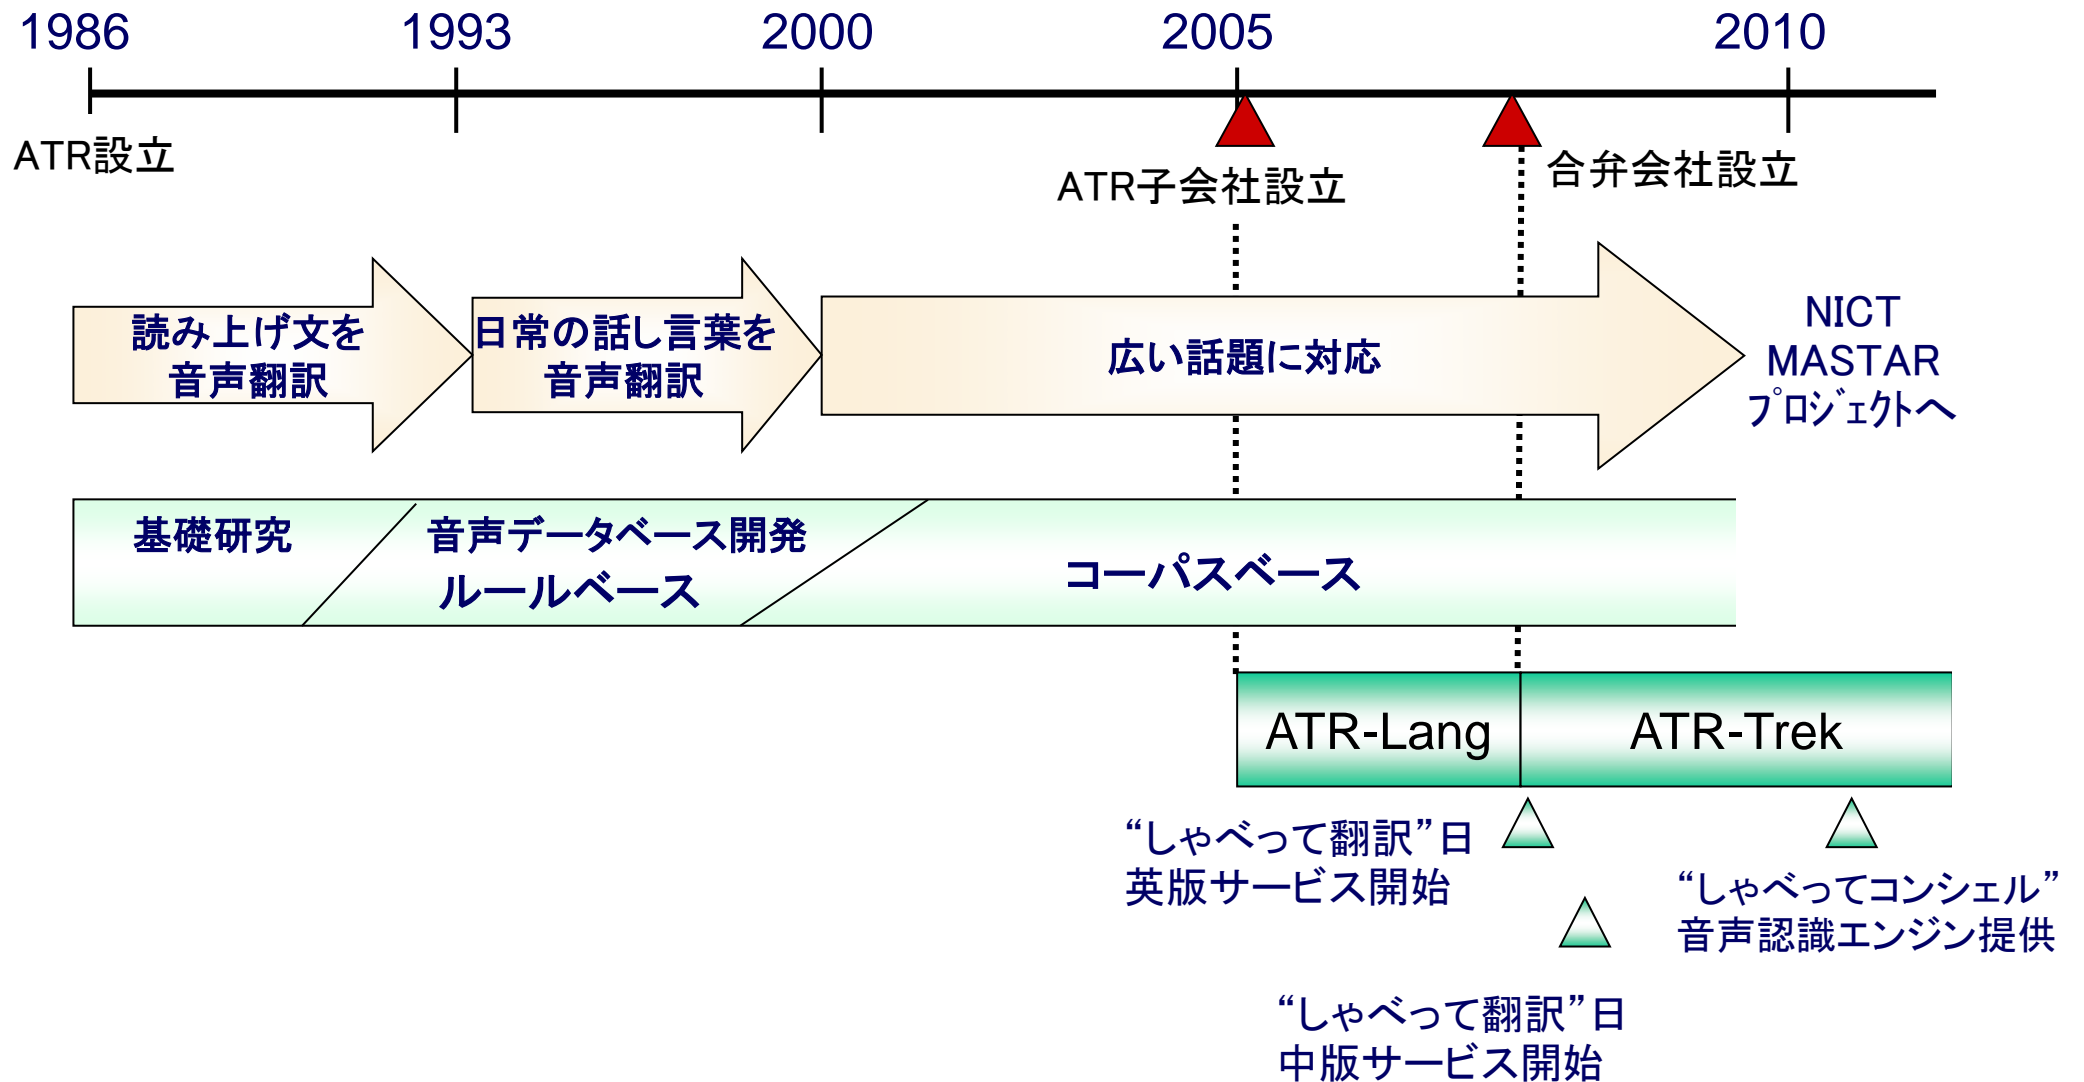 1986
1993
2000
2005
2010
ATR設立
ATR子会社設立
合弁会社設立
読み上げ文を
音声翻訳
日常の話し言葉を
音声翻訳
広い話題に対応
NICT
MASTAR
プロジェクトへ
基礎研究
音声データベース開発
ルールベース
コーパスベース
ATR-Lang
ATR-Trek
“しゃべって翻訳”日
英版サービス開始
“しゃべってコンシェル”
音声認識エンジン提供
“しゃべって翻訳”日
中版サービス開始